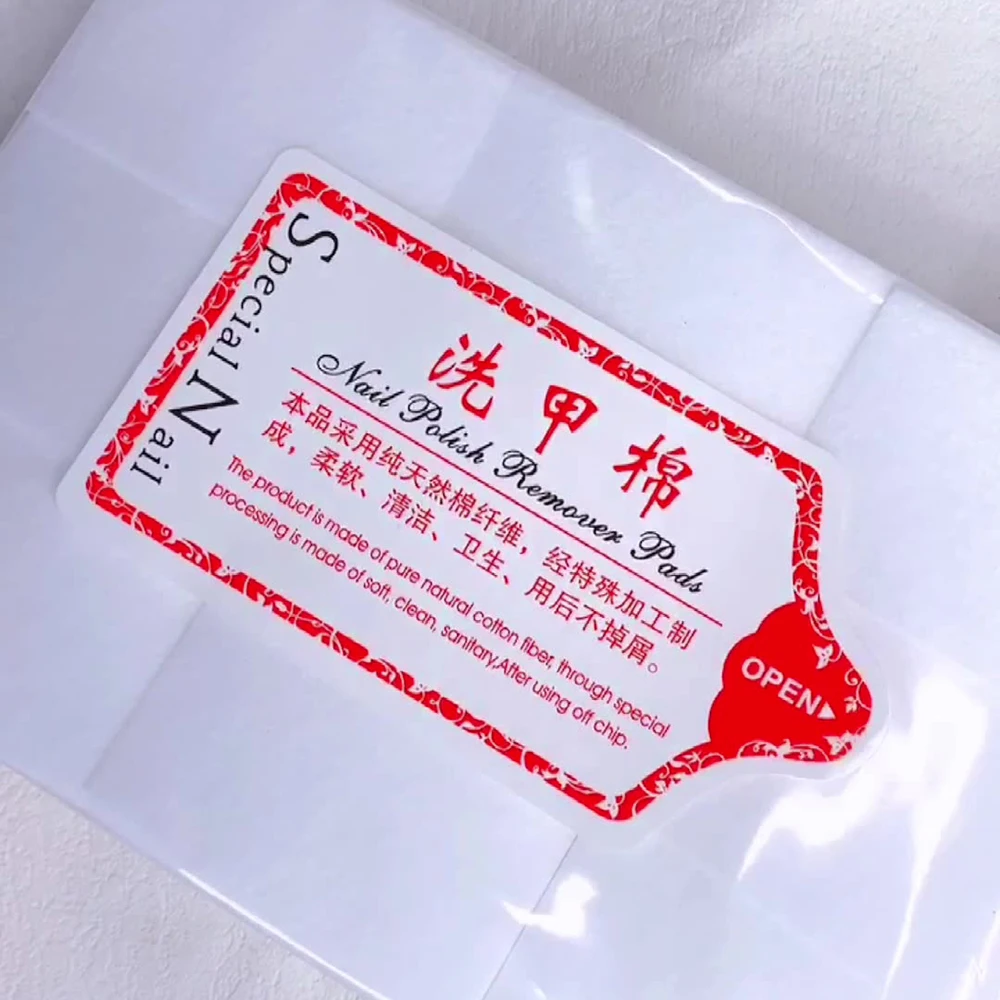 Special Nail
洗甲棉
Nail Polish Remover Pads
本品采用纯天然棉纤维，经特殊加工制
成，柔软、清洁、卫生、用后不掉屑。
The product is made of pure natural cotton fiber, through special
processing is made of soft, clean, sanitary,After using off chip.
OPEN